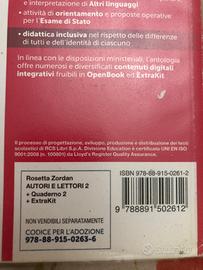 e interpretazione di Altri linguaggi
• attività di orientamento e proposte operative
per l'Esame di Stato
• didattica inclusiva nel rispetto delle differenze
di tutti e dell'identità di ciascuno
In linea con le disposizioni ministeriali, l'antologia
offre numerosi e diversificati contenuti digitali
integrativi fruibili in OpenBook ed ExtraKit
Il processo di progettazione, sviluppo, produzione e distribuzione dei testi
scolastici di RCS Libri S.p.A. Divisione Education è certificato UNI EN ISO
9001:2008 (n. 100801) da Lloyd's Register Quality Assurance.
Rosetta Zordan
AUTORI E LETTORI 2
+ Quaderno 2
+ ExtraKit
ISBN 978-88-915-0261-2
9 788891 502612
NON VENDIBILI SEPARATAMENTE
CODICE PER L'ADOZIONE
978-88-915-0263-6